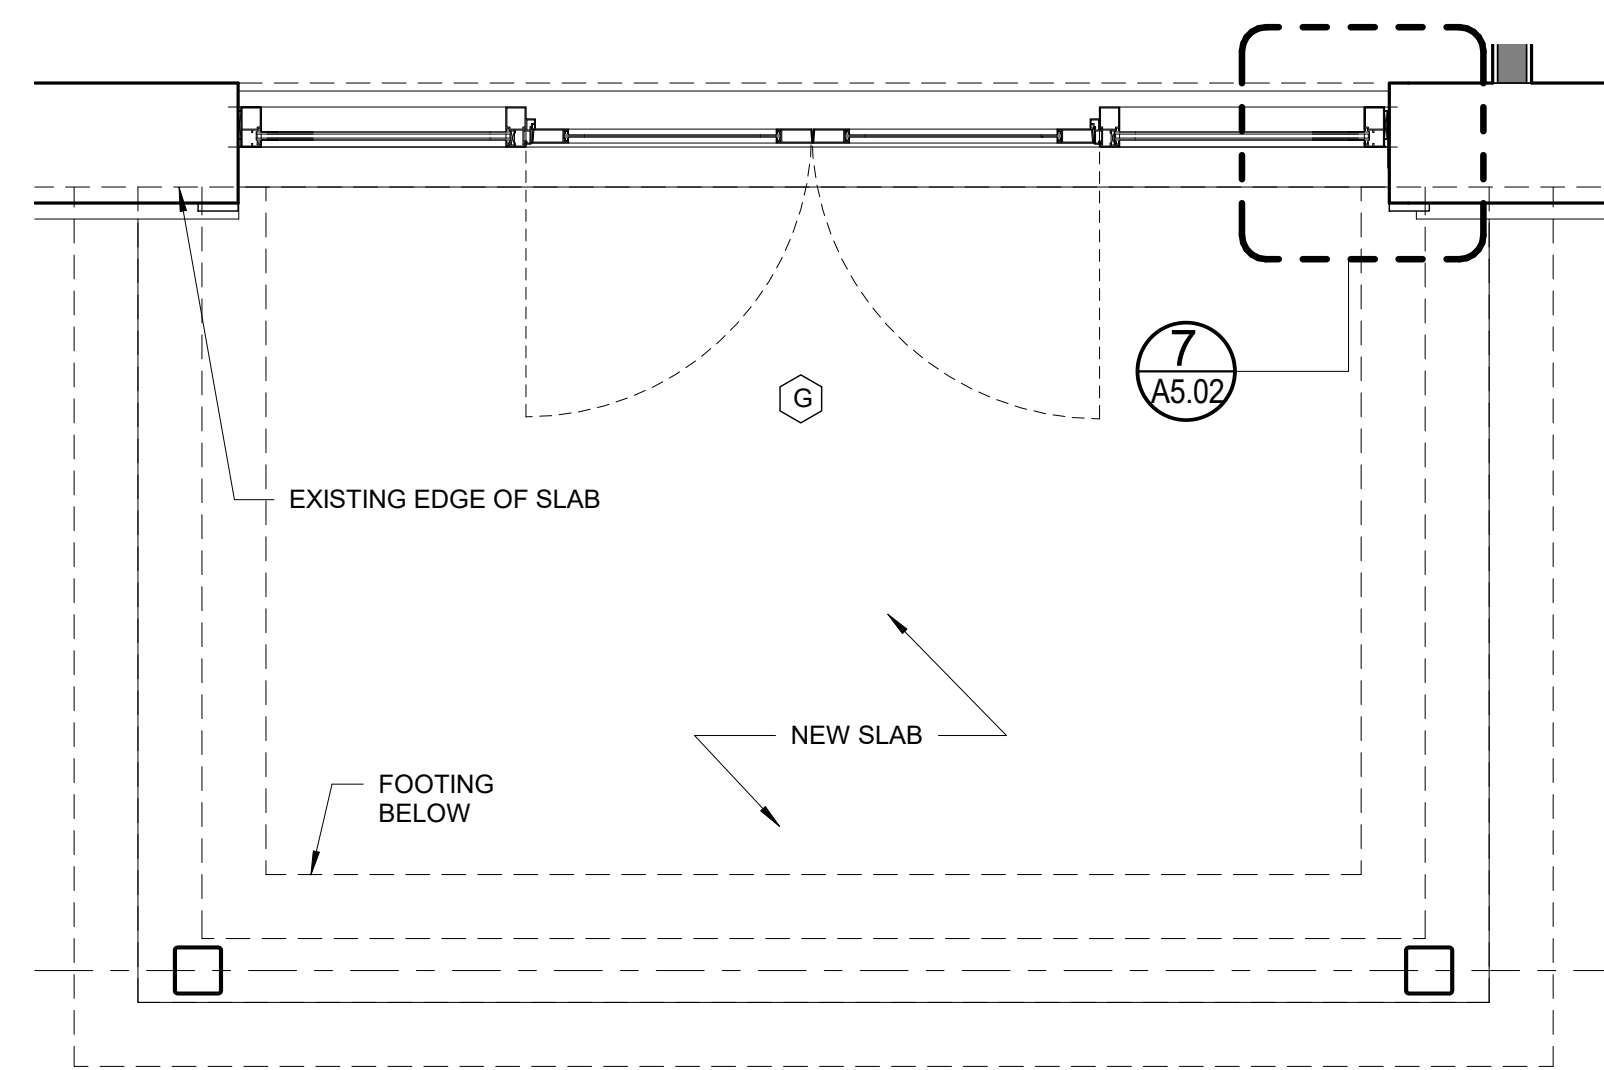 7
A5.02
G
EXISTING EDGE OF SLAB
NEW SLAB
FOOTING
BELOW